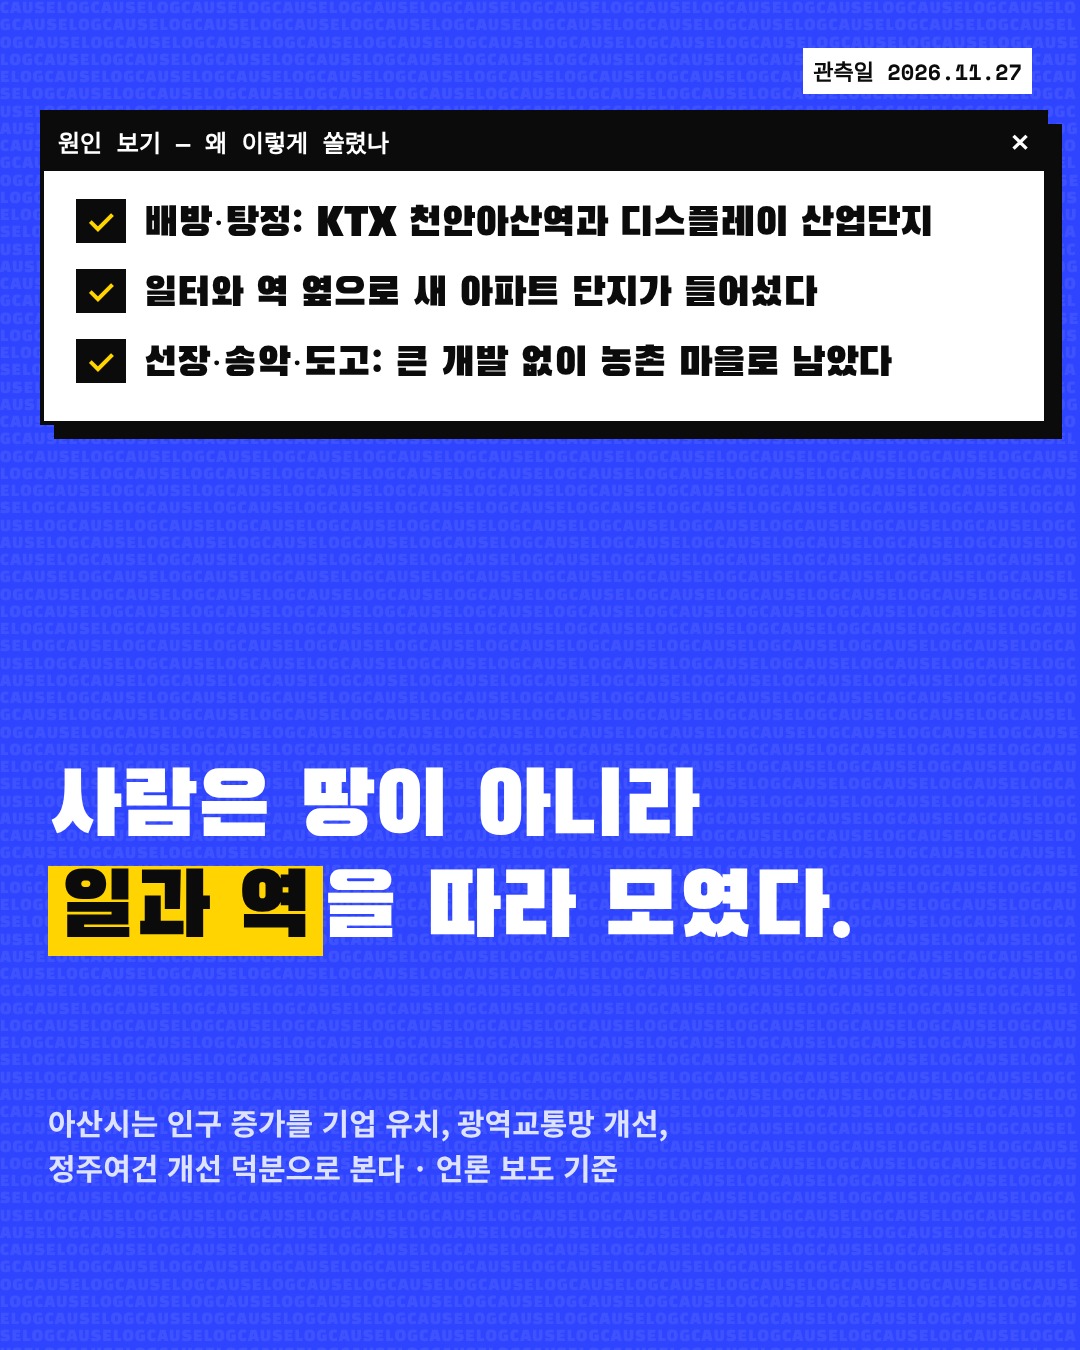 관측일 2026.11.27
원인 보기 — 왜 이렇게 쏠렸나 ×
배방·탕정: KTX 천안아산역과 디스플레이 산업단지
일터와 역 옆으로 새 아파트 단지가 들어섰다
선장·송악·도고: 큰 개발 없이 농촌 마을로 남았다
사람은 땅이 아니라
일과 역을 따라 모였다.
아산시는 인구 증가를 기업 유치, 광역교통망 개선,
정주여건 개선 덕분으로 본다 · 언론 보도 기준